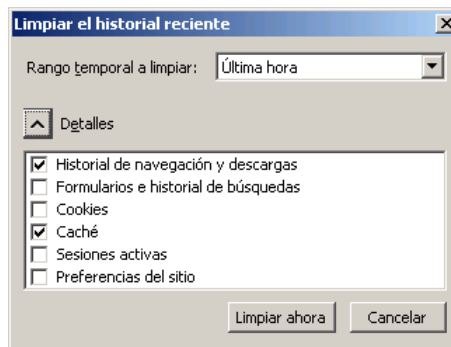 Limpiar el historial reciente
Rango temporal a limpiar: Última hora
Detalles
Historial de navegación y descargas
Formularios e historial de búsquedas
Cookies
Caché
Sesiones activas
Preferencias del sitio
Limpiar ahora Cancelar